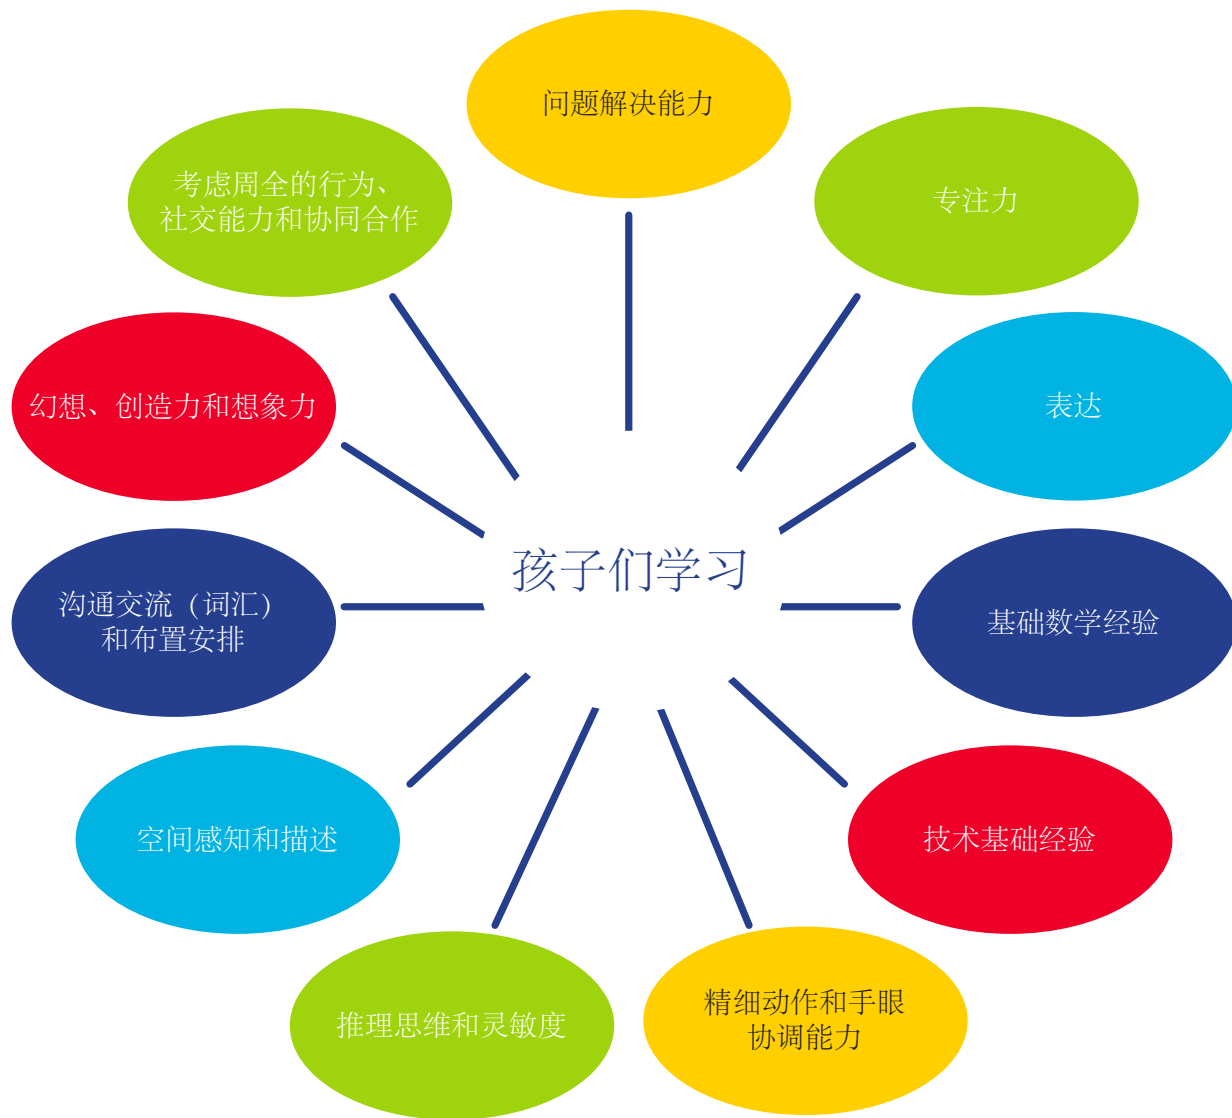 问题解决能力
考虑周全的行为、
社交能力和协同合作
专注力
幻想、创造力和想象力
表达
孩子们学习
沟通交流（词汇）
和布置安排
基础数学经验
空间感知和描述
技术基础经验
推理思维和灵敏度
精细动作和手眼
协调能力